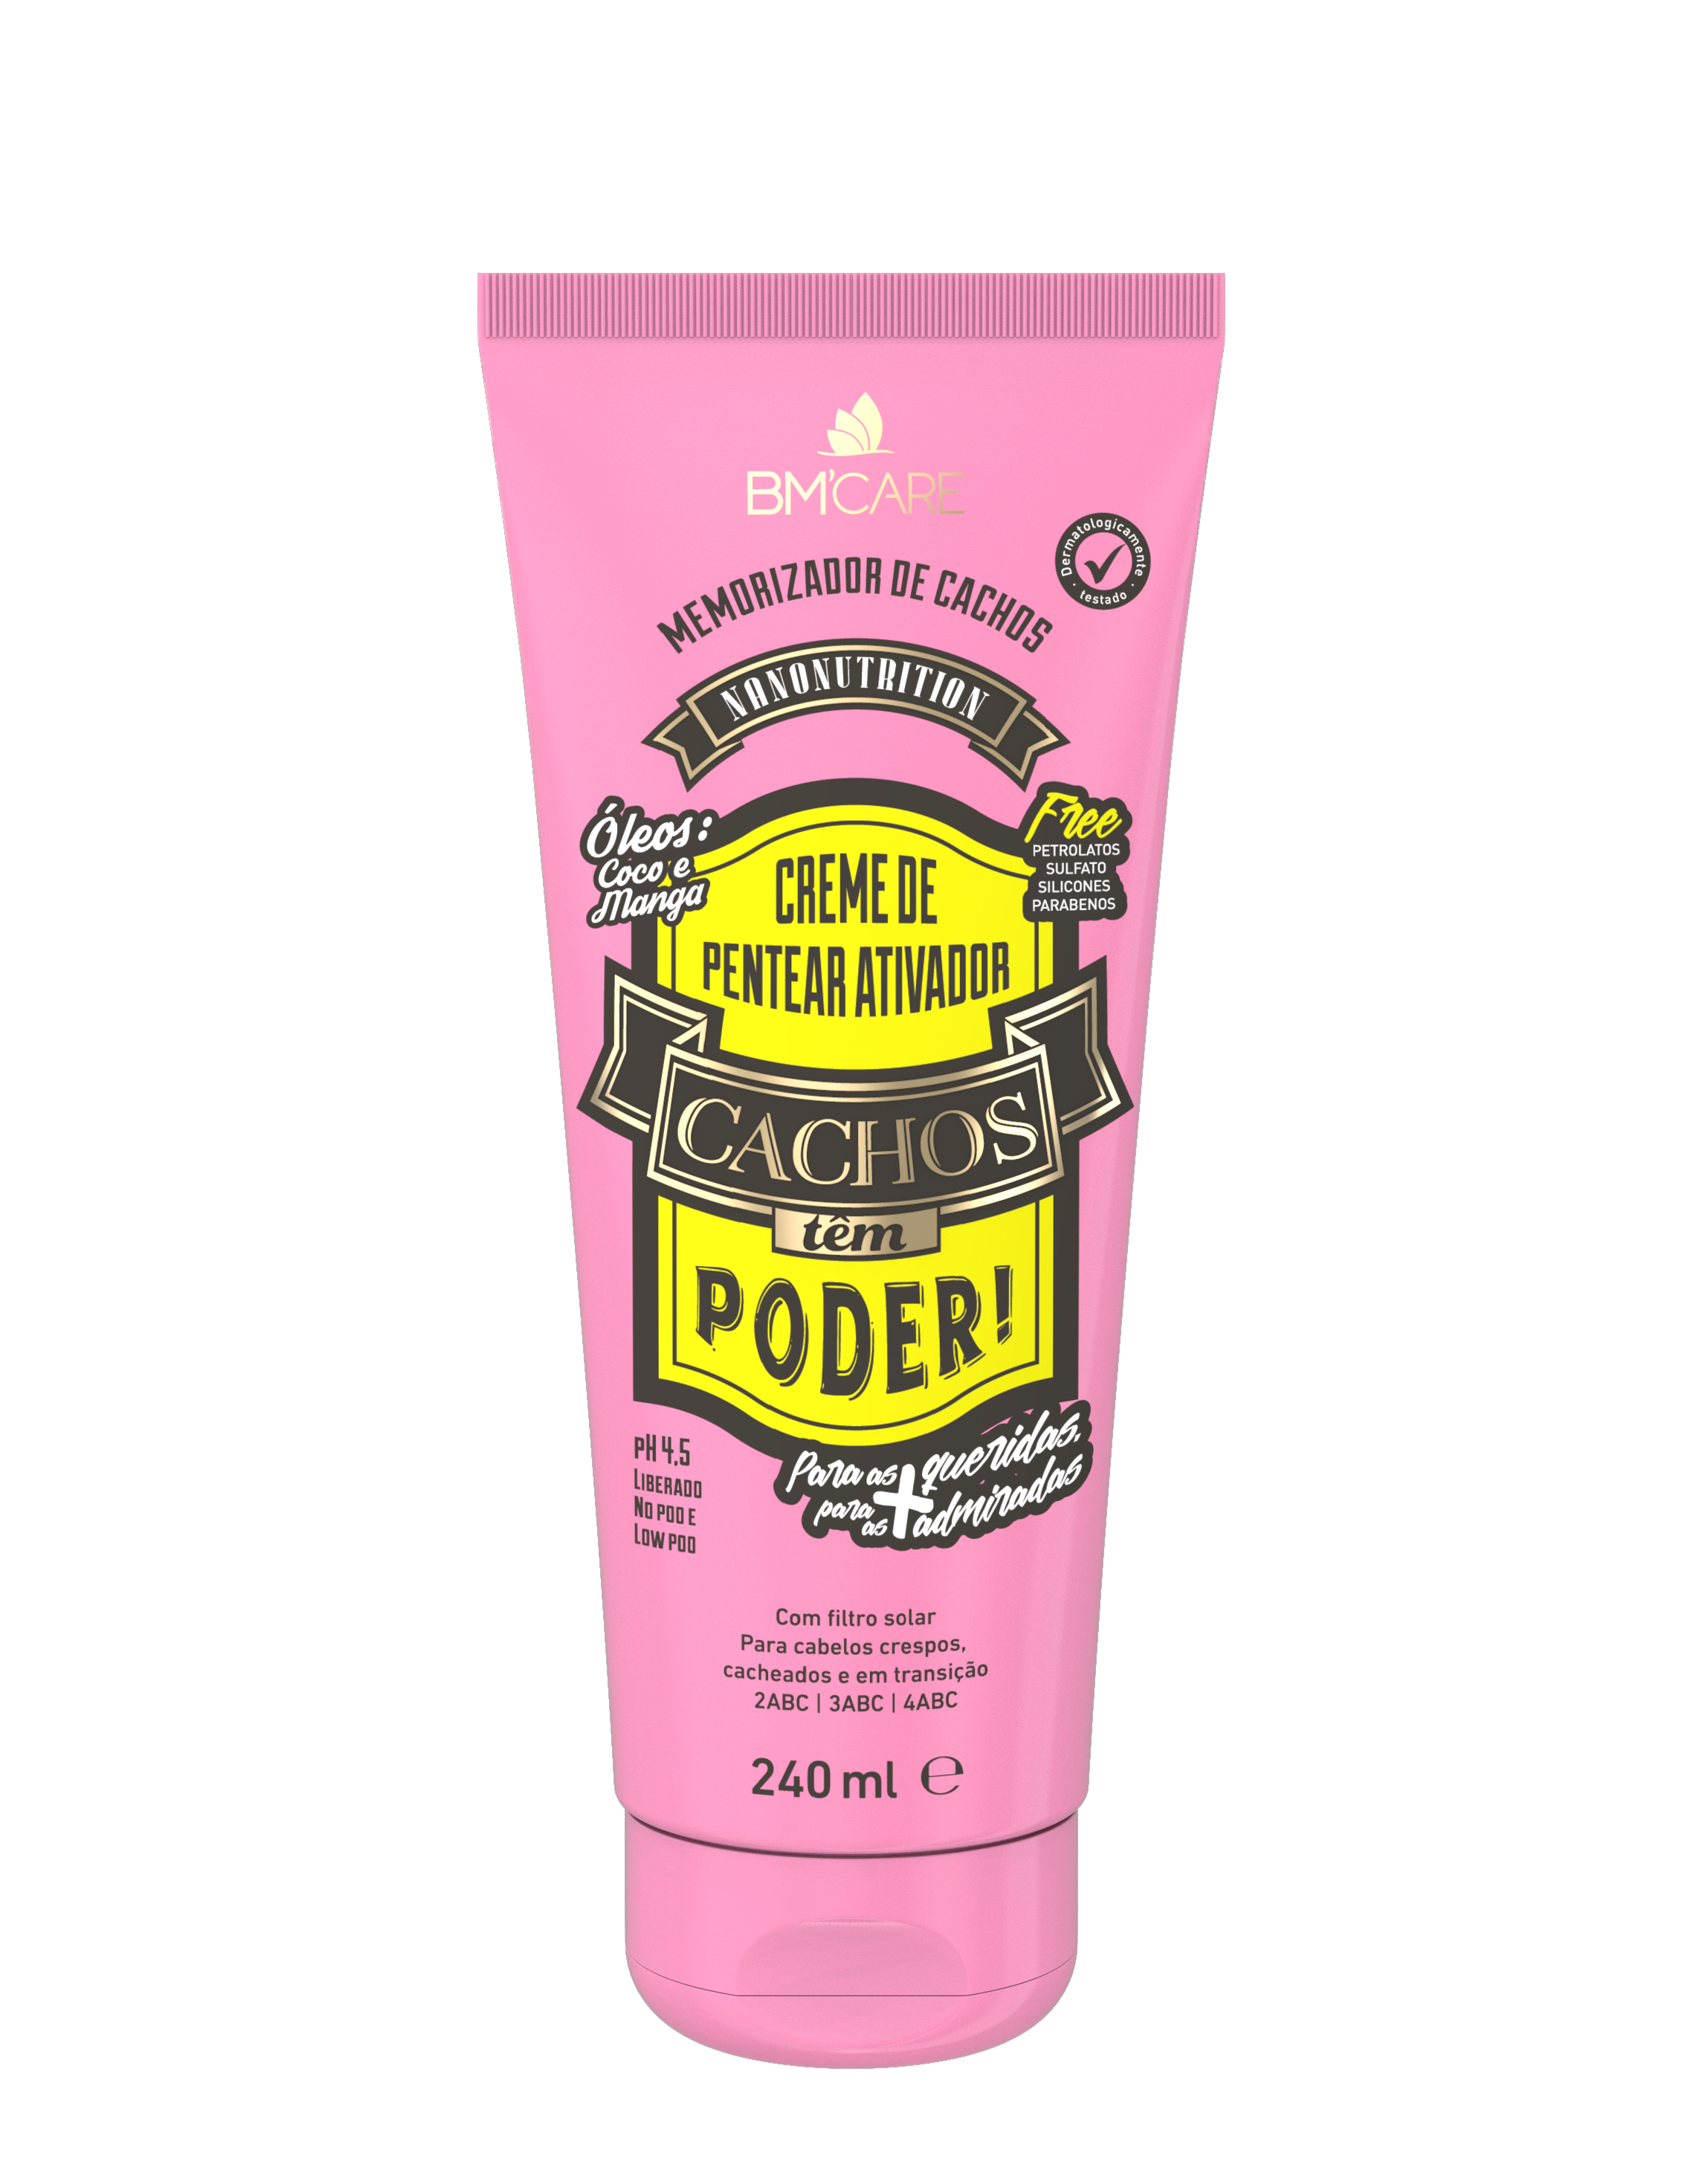 BM'CARE
Dermatologicamente
testado
MEMORIZADOR DE CACHOS
NANONUTRITION
Óleos:
Coco e
Manga
Free
PETROLATOS
SULFATO
SILICONES
PARABENOS
CREME DE
PENTEAR ATIVADOR
CACHOS
têm
PODER!
Para as + queridas,
para as + admiradas
pH 4,5
LIBERADO
NO POO E
LOW POO
Com filtro solar
Para cabelos crespos,
cacheados e em transição
2ABC | 3ABC | 4ABC
240 ml ℮